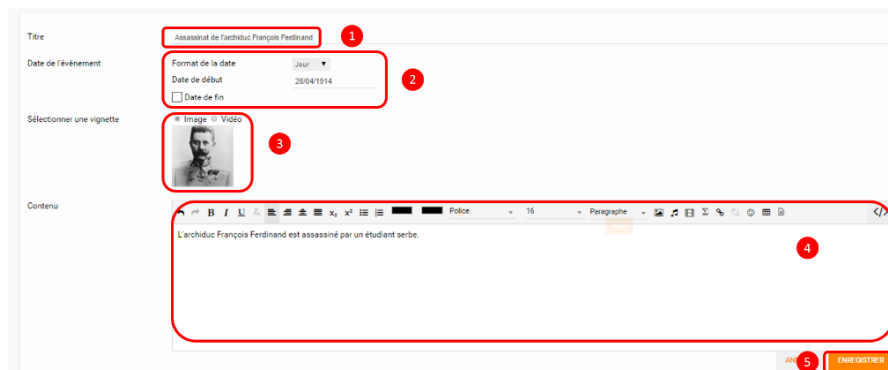 Titre
Assassinat de l'archiduc François Ferdinand
1
Date de l'évènement
Format de la date
Jour
Date de début
28/04/1914
Date de fin
2
Sélectionner une vignette
Image Vidéo
3
Contenu
B I U x₂ x² Police 16 Paragraphe Σ </>
L'archiduc François Ferdinand est assassiné par un étudiant serbe.
4
5
ENREGISTRER